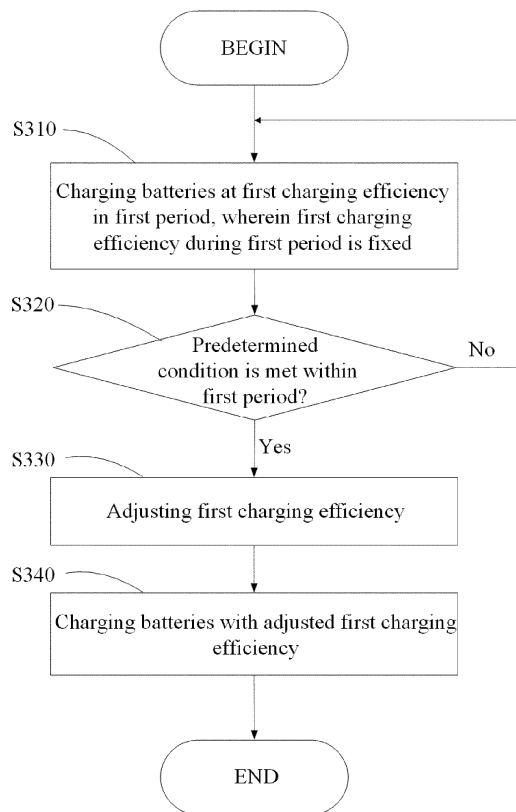 BEGIN
S310
Charging batteries at first charging efficiency
in first period, wherein first charging
efficiency during first period is fixed
S320
Predetermined
condition is met within
first period?
No
Yes
S330
Adjusting first charging efficiency
S340
Charging batteries with adjusted first charging
efficiency
END